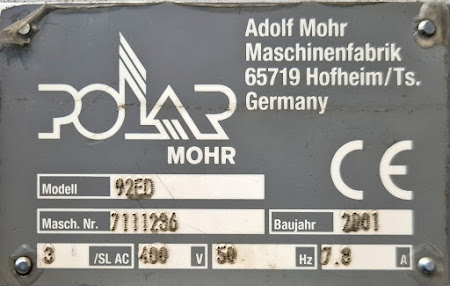 Adolf Mohr
Maschinenfabrik
65719 Hofheim/Ts.
Germany
POLAR
MOHR
CE
Modell 92ED
Masch. Nr. 7111296 Baujahr 2001
3 /SL AC 400 V 50 Hz 7.8 A